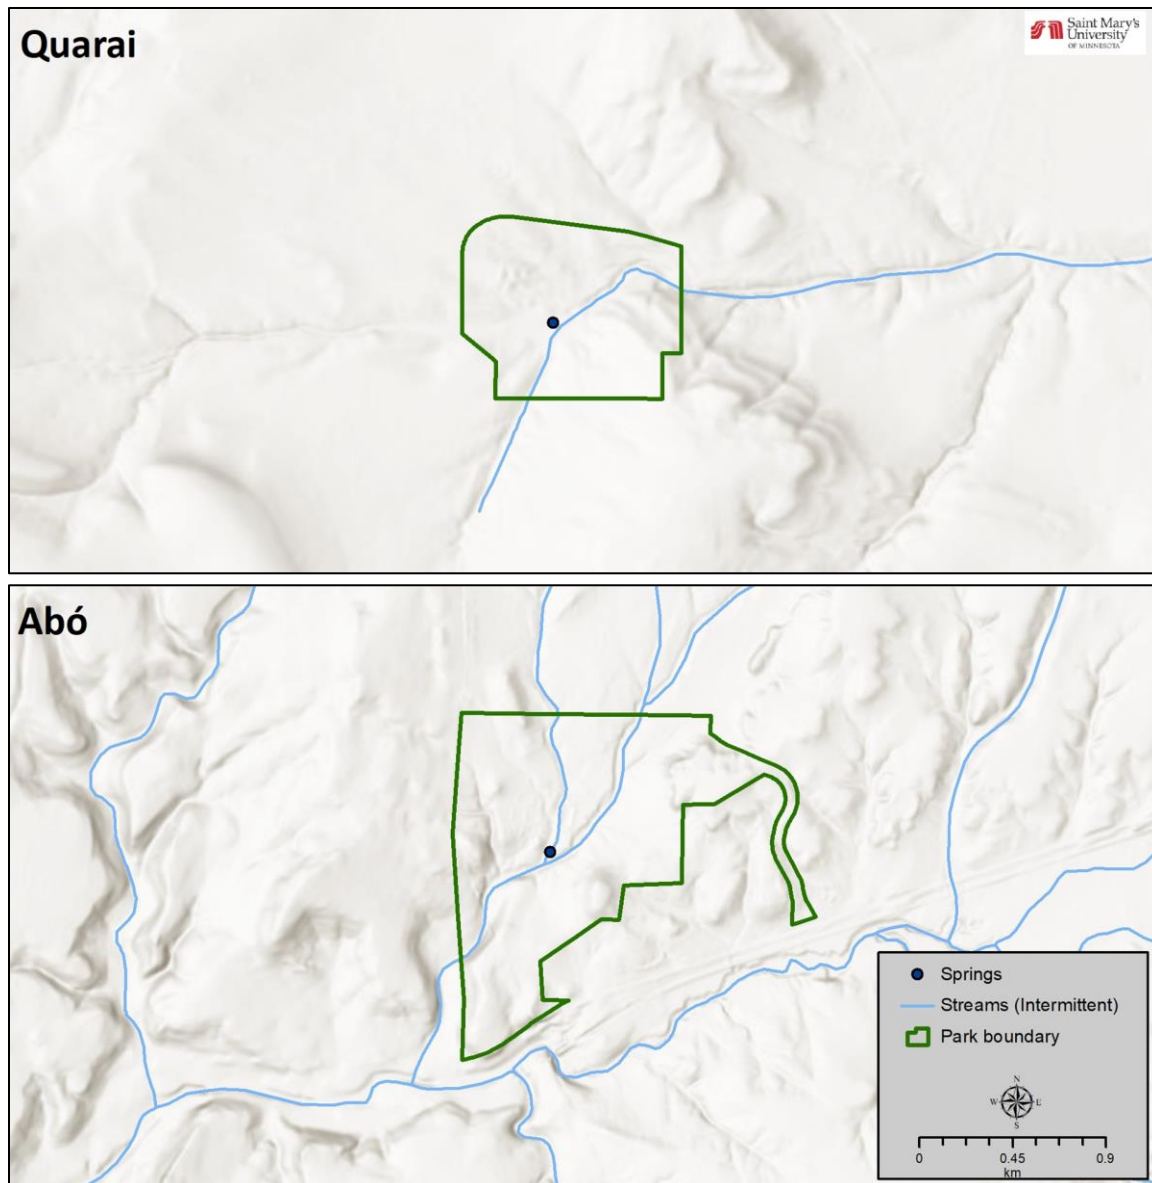 Quarai
Saint Mary's
University
OF MINNESOTA
Abó
Springs
Streams (Intermittent)
Park boundary
N
W E
S
0 0.45 0.9
km